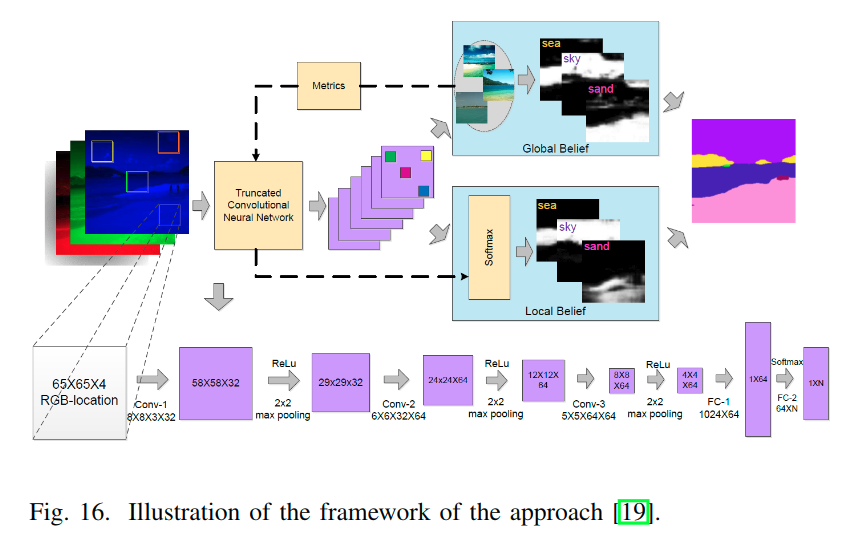 Metrics
Truncated
Convolutional
Neural Network
sea
sky
sand
Global Belief
Softmax
sea
sky
sand
Local Belief
65X65X4
RGB-location
Conv-1
8X8X3X32
58X58X32
ReLu
2x2
max pooling
29x29x32
Conv-2
6X6X32X64
24x24X64
ReLu
2x2
max pooling
12X12X
64
Conv-3
5X5X64X64
8X8
X64
ReLu
2x2
max pooling
4X4
X64
FC-1
1024X64
1X64
Softmax
FC-2
64XN
1XN
Fig. 16. Illustration of the framework of the approach [19].